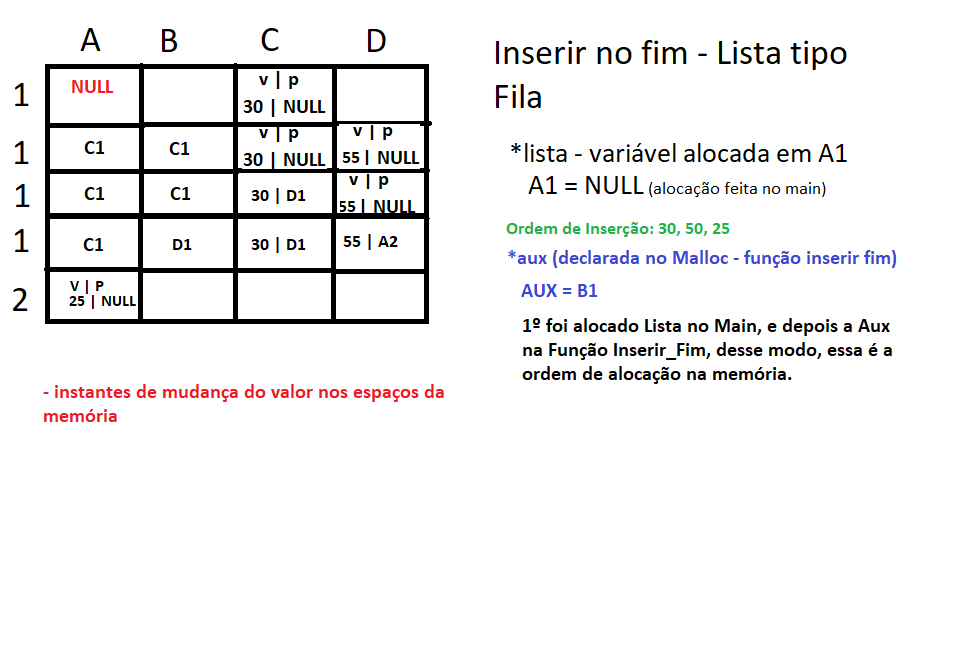 A B C D
Inserir no fim - Lista tipo
Fila
1 NULL v | p
30 | NULL
1 C1 C1 v | p v | p
30 | NULL 55 | NULL
1 C1 C1 30 | D1 v | p
55 | NULL
1 C1 D1 30 | D1 55 | A2
2 V | P
25 | NULL
*lista - variável alocada em A1
A1 = NULL (alocação feita no main)
Ordem de Inserção: 30, 50, 25
*aux (declarada no Malloc - função inserir fim)
AUX = B1
1º foi alocado Lista no Main, e depois a Aux
na Função Inserir_Fim, desse modo, essa é a
ordem de alocação na memória.
- instantes de mudança do valor nos espaços da
memória